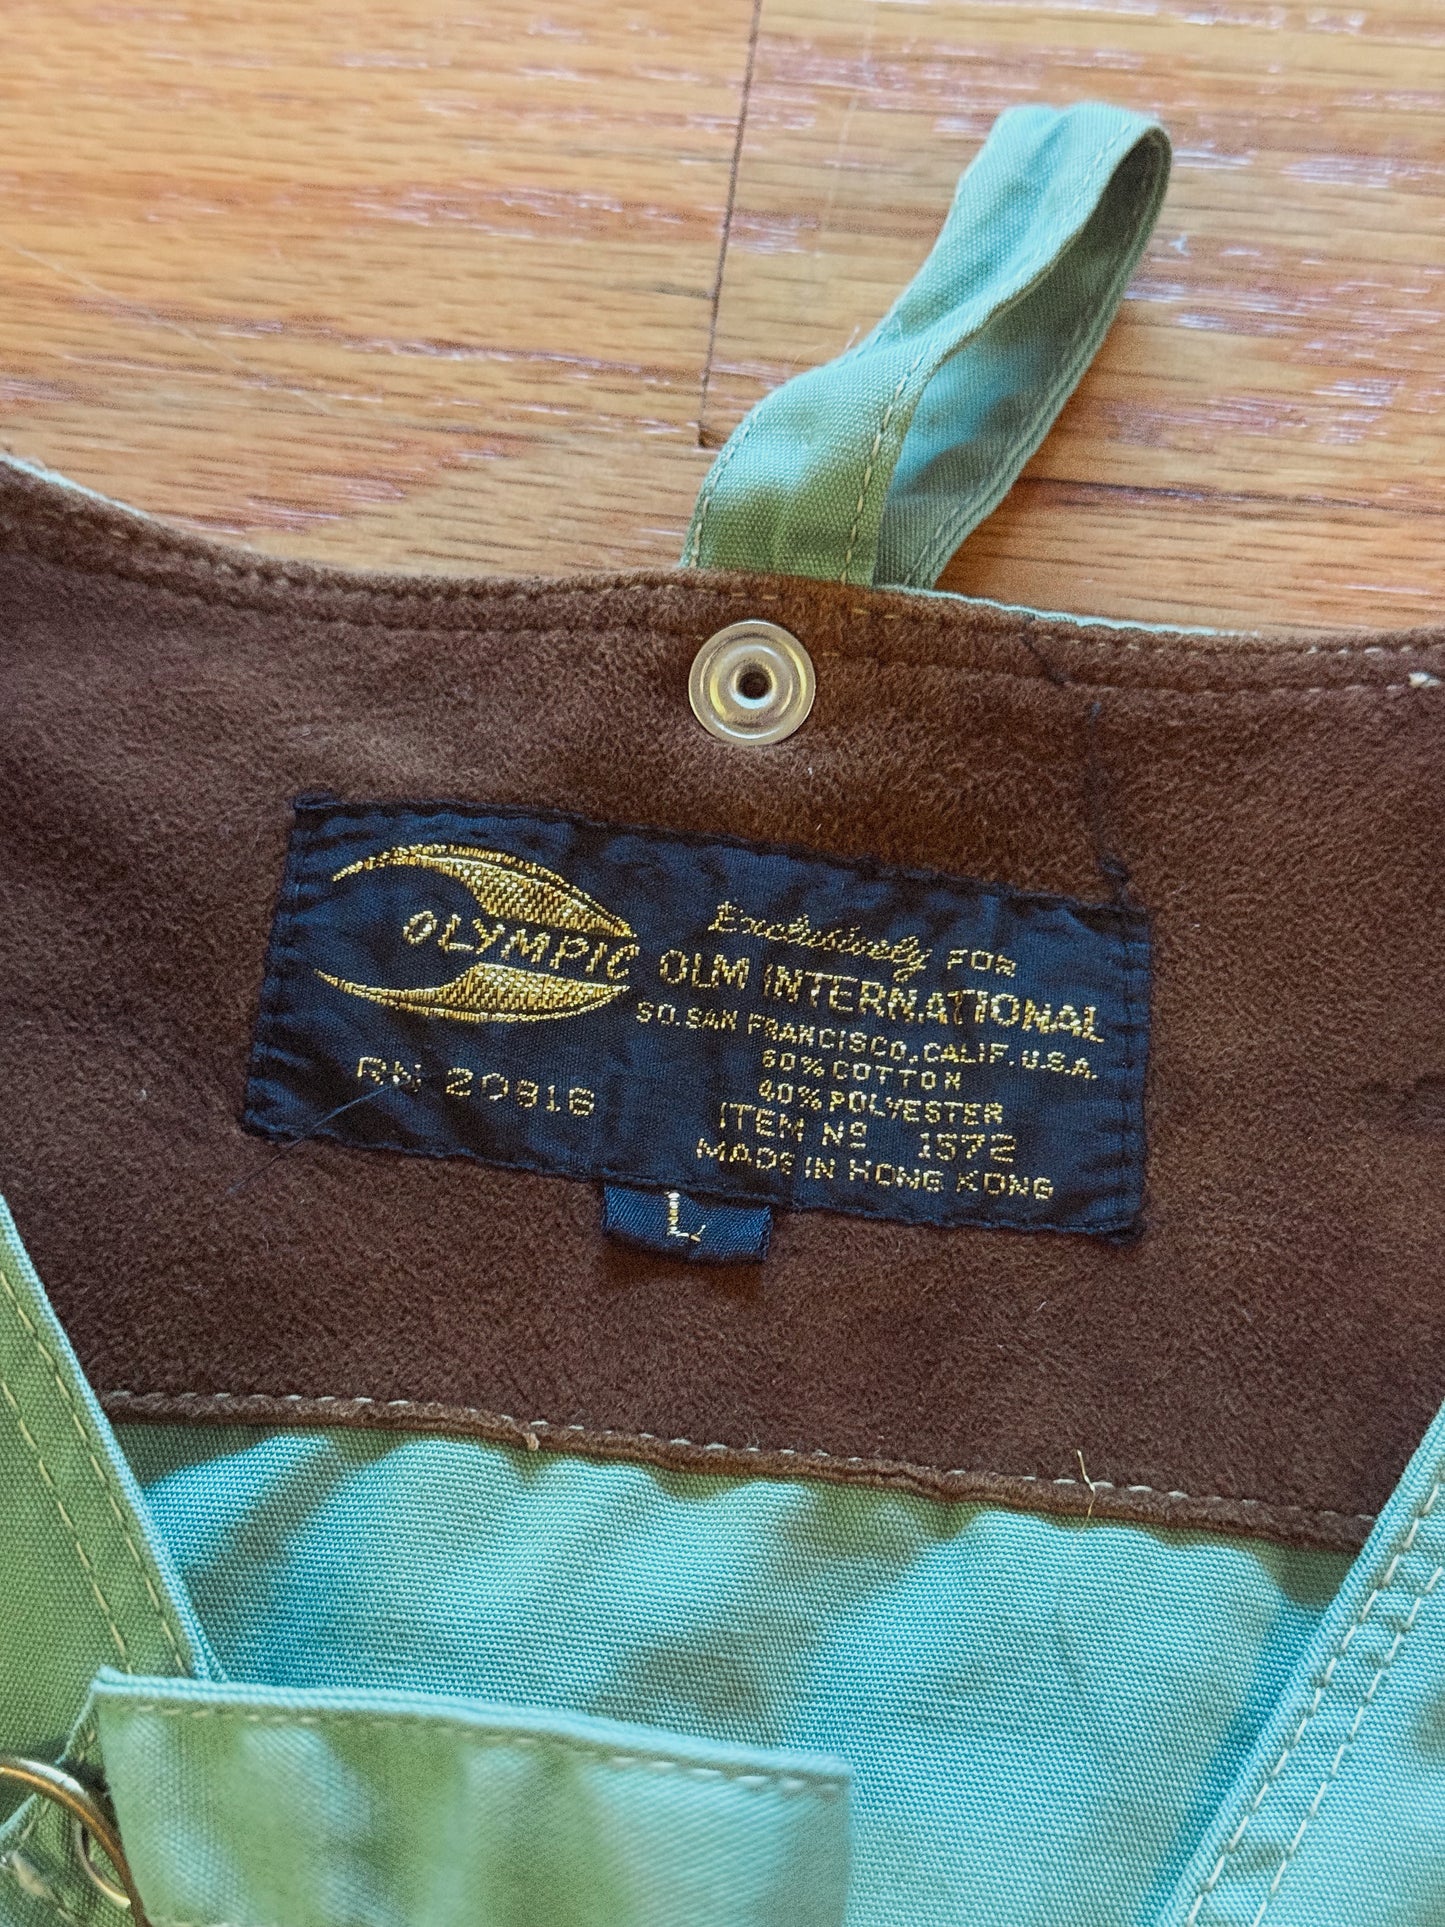 OLYMPIC
RN 20816
Exclusively FOR
OLM INTERNATIONAL
SO. SAN FRANCISCO, CALIF. U.S.A.
60% COTTON
40% POLYESTER
ITEM Nº 1572
MADE IN HONG KONG
L